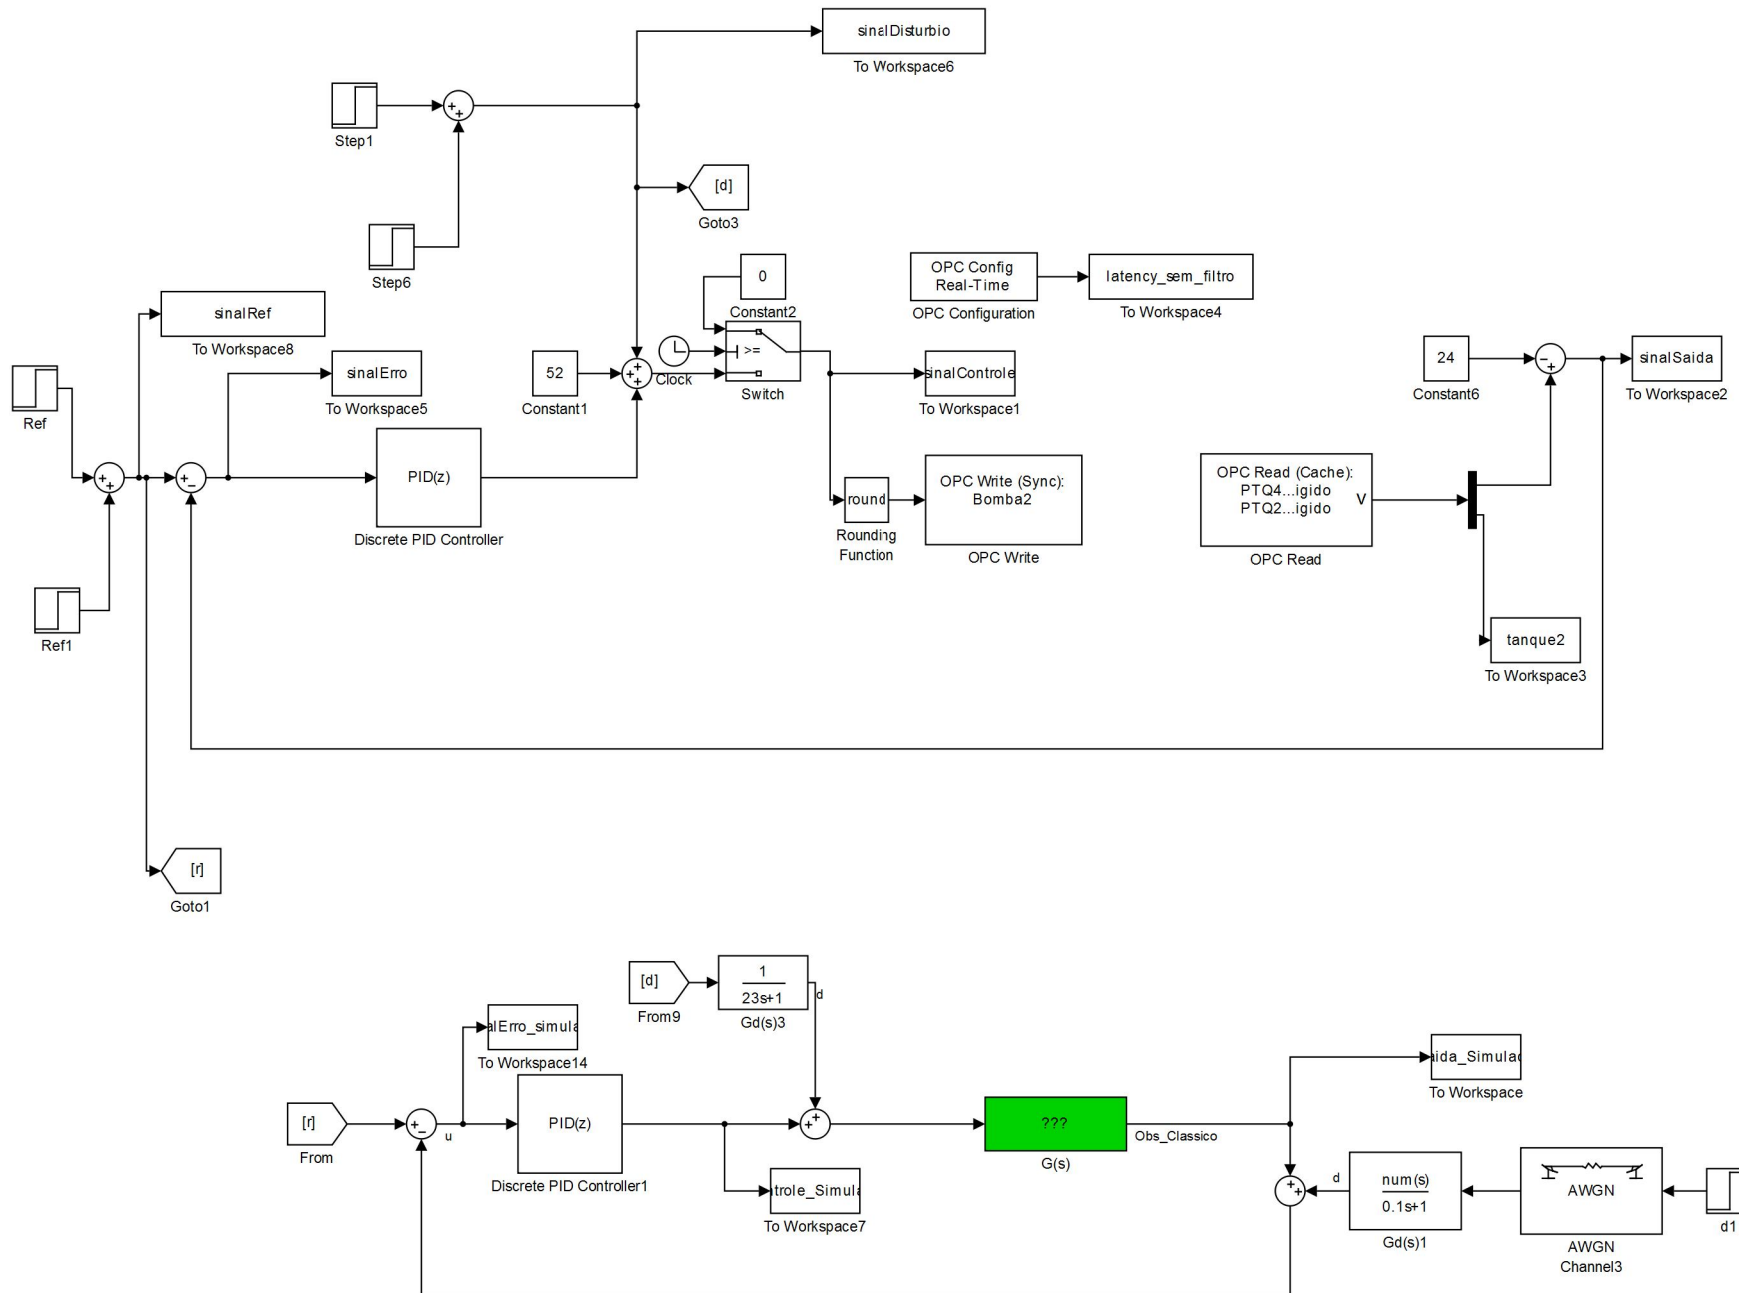 sinalDisturbio
To Workspace6
Step1
[d]
Goto3
Step6
0
Constant2
OPC Config
Real-Time
OPC Configuration
latency_sem_filtro
To Workspace4
sinalRef
To Workspace8
sinalErro
To Workspace5
Ref
52
Constant1
Clock
>=
Switch
sinalControle
To Workspace1
24
Constant6
sinalSaida
To Workspace2
PID(z)
Discrete PID Controller
round
Rounding
Function
OPC Write (Sync):
Bomba2
OPC Write
OPC Read (Cache):
PTQ4...igido
PTQ2...igido
V
OPC Read
Ref1
tanque2
To Workspace3
[r]
Goto1
[d]
From9
1
23s+1
d
Gd(s)3
alErro_simula
To Workspace14
[r]
From
u
PID(z)
Discrete PID Controller1
trole_Simula
To Workspace7
???
G(s)
Obs_Classico
aida_Simulad
To Workspace
d
num(s)
0.1s+1
Gd(s)1
AWGN
AWGN
Channel3
d1